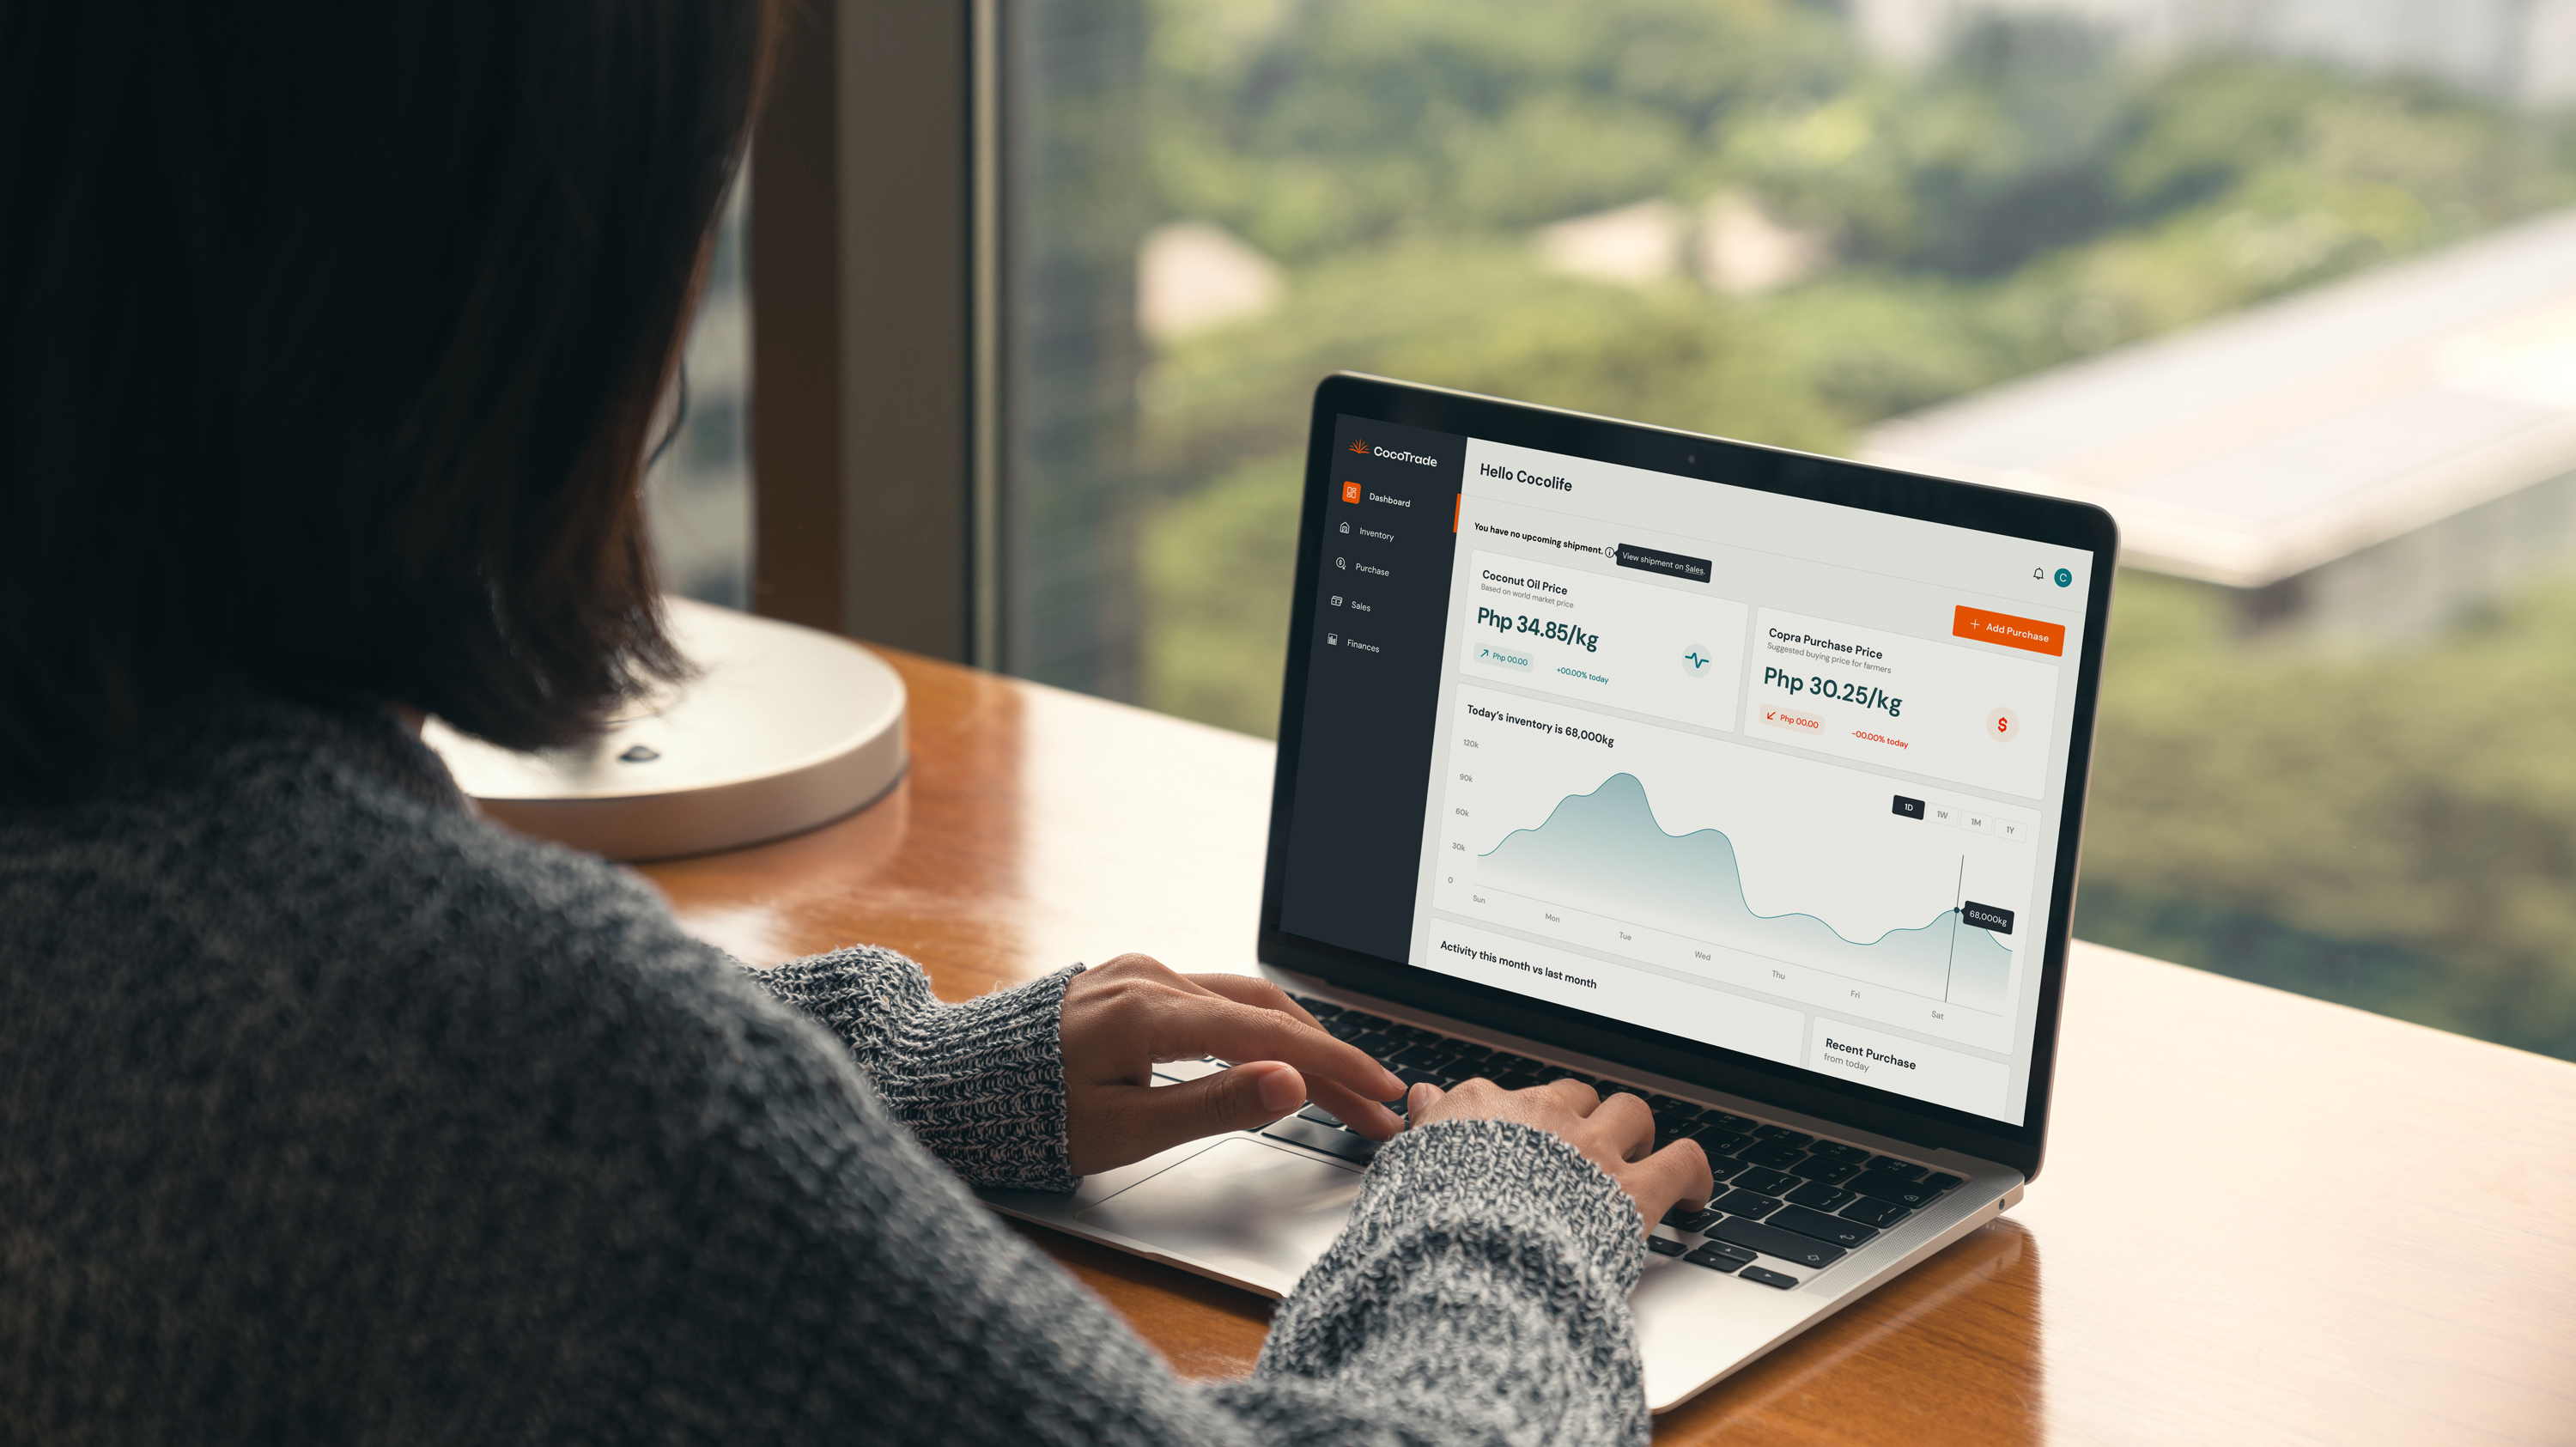 CocoTrade
Dashboard
Inventory
Purchase
Sales
Finances
Hello Cocolife
C
You have no upcoming shipment.
View shipment on Sales.
+ Add Purchase
Coconut Oil Price
Based on world market price
Php 34.85/kg
Php 00.00
+00.00% today
Copra Purchase Price
Suggested buying price for farmers
Php 30.25/kg
Php 00.00
-00.00% today
$
Today's inventory is 68,000kg
1D 1W 1M 1Y
120k
90k
60k
30k
0
68,000kg
Sun Mon Tue Wed Thu Fri Sat
Activity this month vs last month
Recent Purchase
from today